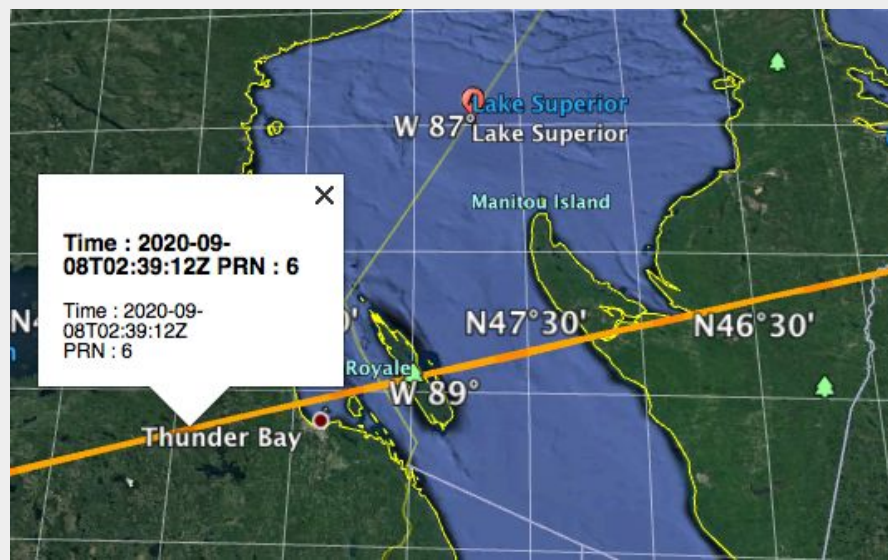 Lake Superior
W 87°
Lake Superior
Manitou Island
×
Time : 2020-09-
08T02:39:12Z PRN : 6
Time : 2020-09-
08T02:39:12Z
PRN : 6
N47°30'
N46°30'
Royale
W 89°
Thunder Bay